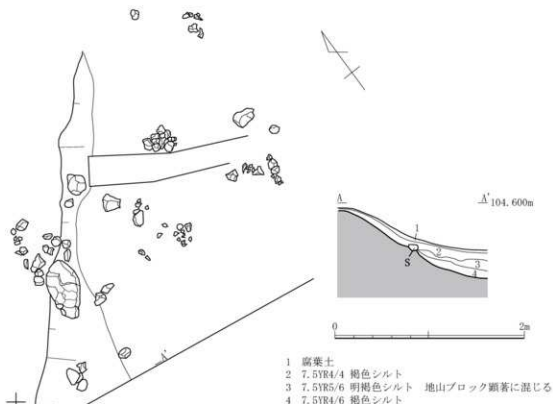 A A' 104.600m
1
2
3
S
4
A'
0 2m
1 腐葉土
2 7.5YR4/4 褐色シルト
3 7.5YR5/6 明褐色シルト 地山ブロック顕著に混じる
4 7.5YR4/6 褐色シルト